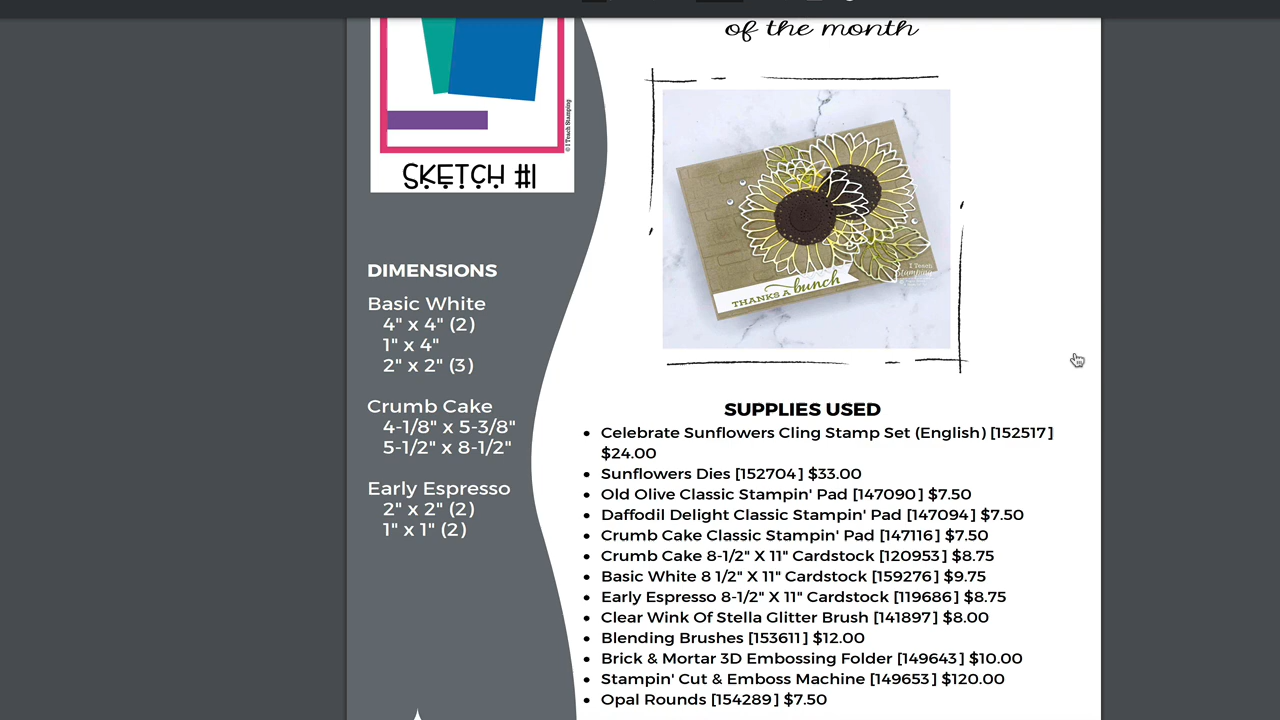 of the month
© I Teach Stamping
SKETCH #1
THANKS A bunch
I Teach
Stamping
DIMENSIONS
Basic White
4" x 4" (2)
1" x 4"
2" x 2" (3)
Crumb Cake
4-1/8" x 5-3/8"
5-1/2" x 8-1/2"
Early Espresso
2" x 2" (2)
1" x 1" (2)
SUPPLIES USED
• Celebrate Sunflowers Cling Stamp Set (English) [152517]
$24.00
• Sunflowers Dies [152704] $33.00
• Old Olive Classic Stampin' Pad [147090] $7.50
• Daffodil Delight Classic Stampin' Pad [147094] $7.50
• Crumb Cake Classic Stampin' Pad [147116] $7.50
• Crumb Cake 8-1/2" X 11" Cardstock [120953] $8.75
• Basic White 8 1/2" X 11" Cardstock [159276] $9.75
• Early Espresso 8-1/2" X 11" Cardstock [119686] $8.75
• Clear Wink Of Stella Glitter Brush [141897] $8.00
• Blending Brushes [153611] $12.00
• Brick & Mortar 3D Embossing Folder [149643] $10.00
• Stampin' Cut & Emboss Machine [149653] $120.00
• Opal Rounds [154289] $7.50